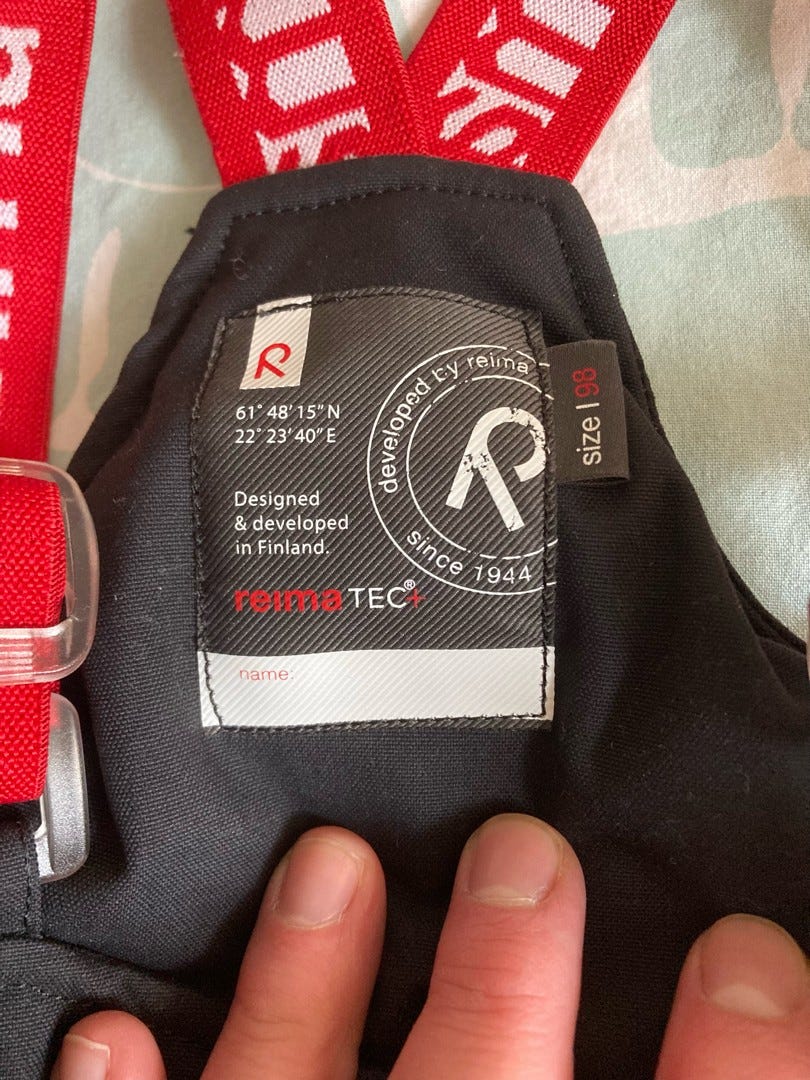 61° 48' 15" N
22° 23' 40" E
Designed
& developed
in Finland.
reima TEC®+
name:
developed by reima
since 1944
size | 98